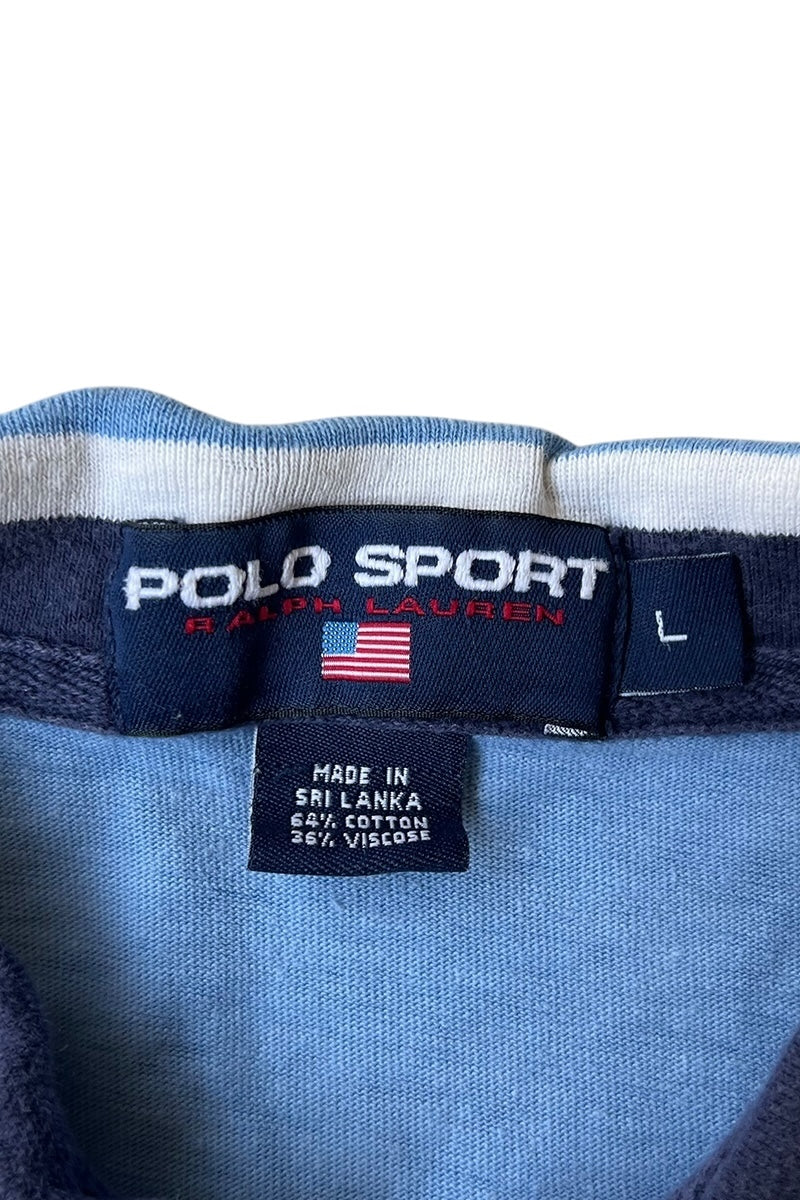 POLO SPORT
RALPH LAUREN
L
MADE IN
SRI LANKA
64% COTTON
36% VISCOSE